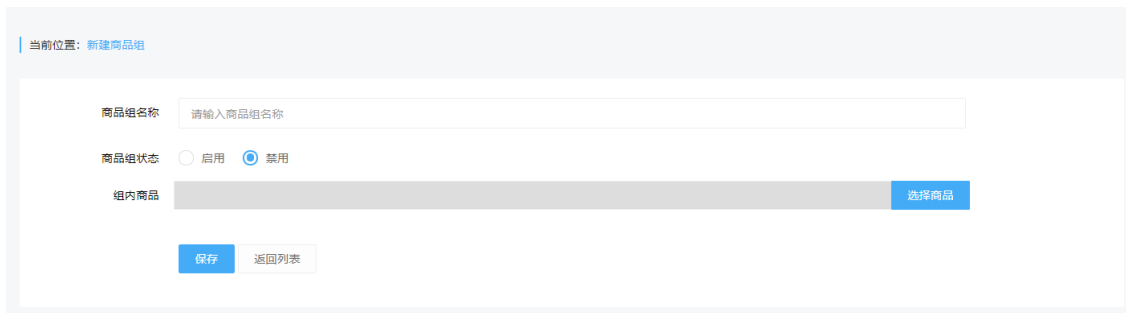 当前位置：新建商品组
商品组名称 请输入商品组名称
商品组状态 启用 禁用
组内商品 选择商品
保存 返回列表